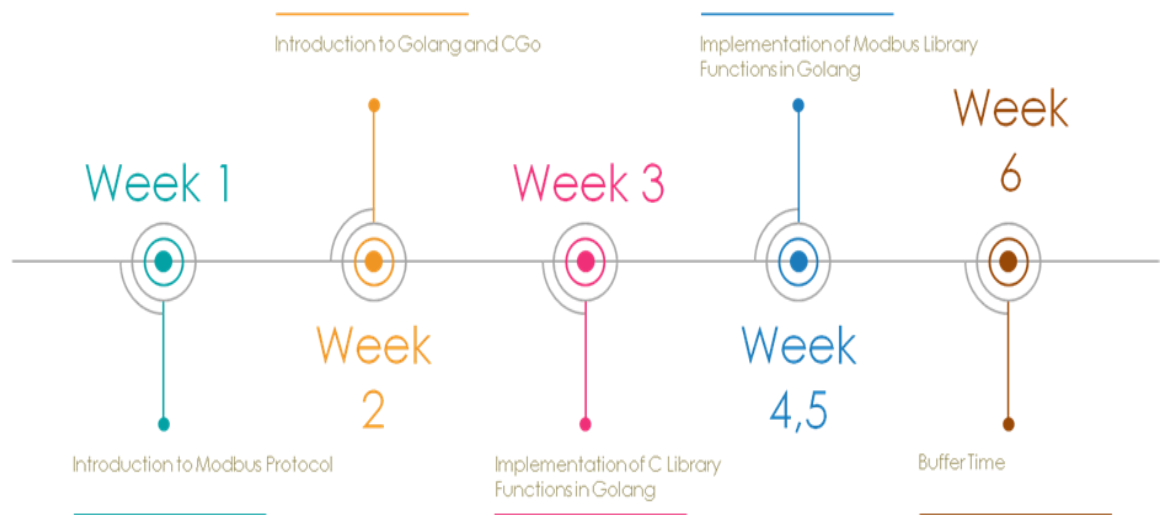 Introduction to Golang and CGo
Implementation of Modbus Library
Functions in Golang
Week 1
Week
2
Week 3
Week
4,5
Week
6
Introduction to Modbus Protocol
Implementation of C Library
Functions in Golang
Buffer Time